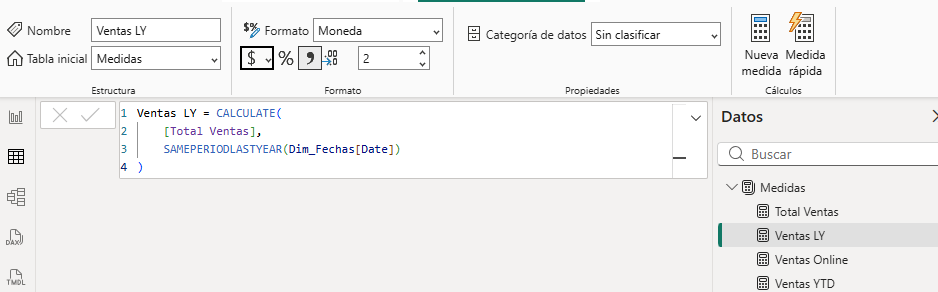 Nombre Ventas LY
Tabla inicial Medidas
Estructura
$% Formato Moneda
$ % 9 .00 2
Formato
Categoría de datos Sin clasificar
Propiedades
Nueva medida
Medida rápida
Cálculos
1 Ventas LY = CALCULATE(
2 [Total Ventas],
3 SAMEPERIODLASTYEAR(Dim_Fechas[Date])
4 )
DAX
TMDL
Datos
Buscar
Medidas
Total Ventas
Ventas LY
Ventas Online
Ventas YTD